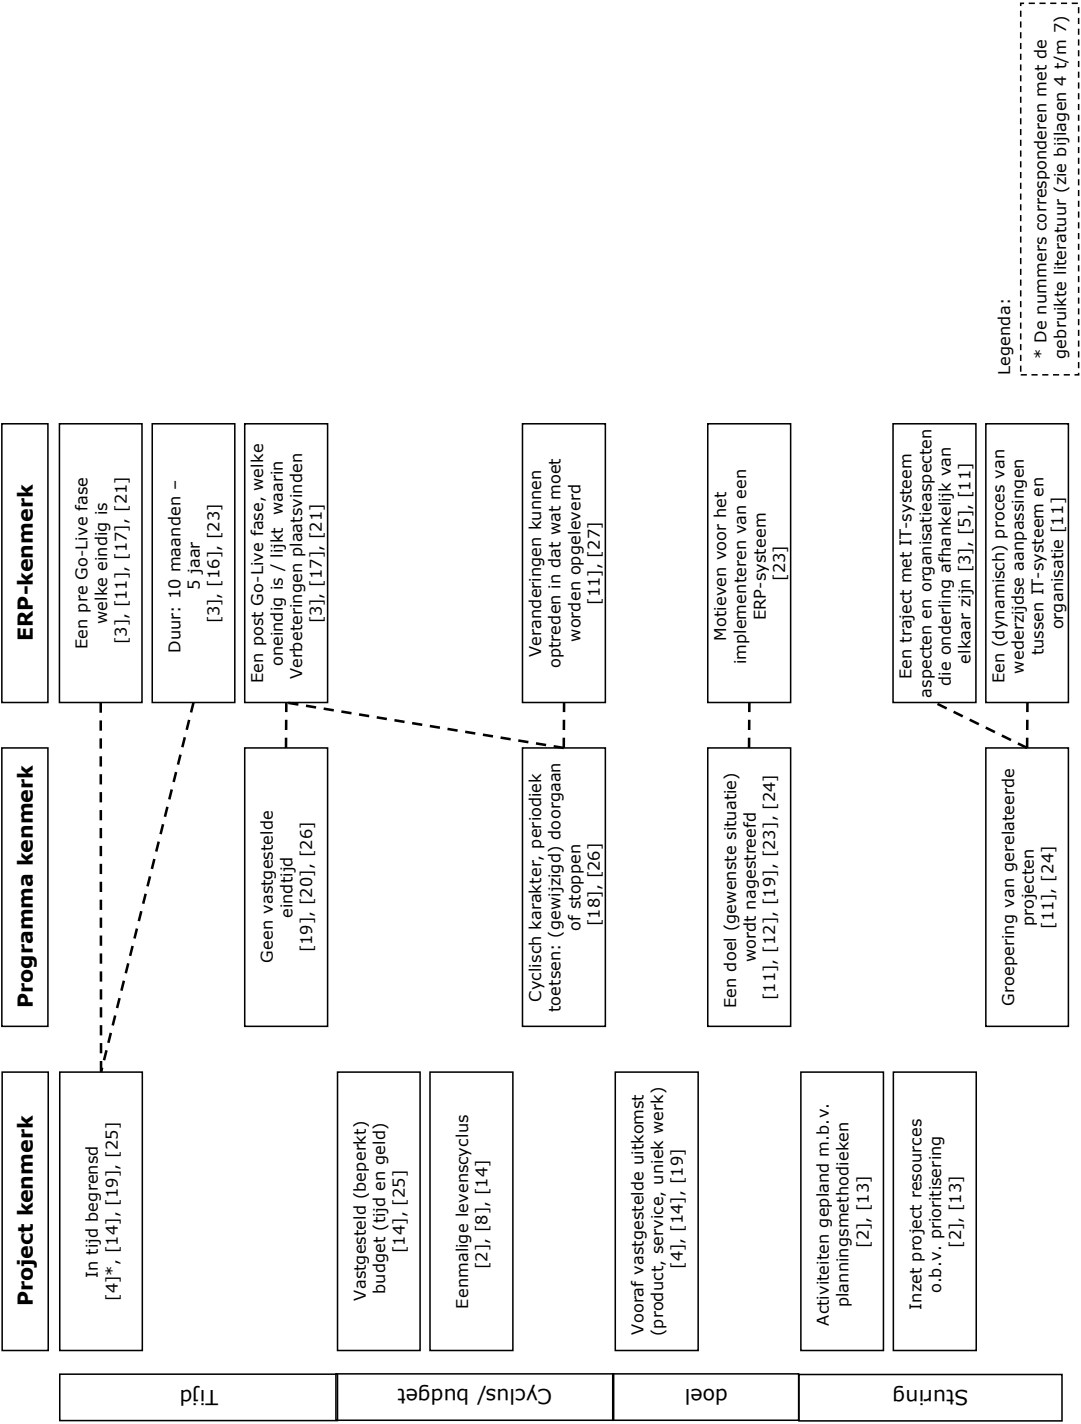 Project kenmerk
Programma kenmerk
ERP-kenmerk
Tijd
In tijd begrensd
[4]*, [14], [19], [25]
Een pre Go-Live fase
welke eindig is
[3], [11], [17], [21]
Duur: 10 maanden –
5 jaar
[3], [16], [23]
Geen vastgestelde
eindtijd
[19], [20], [26]
Een post Go-Live fase, welke
oneindig is / lijkt  waarin
Verbeteringen plaatsvinden
[3], [17], [21]
Cyclus/ budget
Vastgesteld (beperkt)
budget (tijd en geld)
[14], [25]
Eenmalige levenscyclus
[2], [8], [14]
Cyclisch karakter, periodiek
toetsen: (gewijzigd) doorgaan
of stoppen
[18], [26]
Veranderingen kunnen
optreden in dat wat moet
worden opgeleverd
[11], [27]
doel
Vooraf vastgestelde uitkomst
(product, service, uniek werk)
[4], [14], [19]
Een doel (gewenste situatie)
wordt nagestreefd
[11], [12], [19], [23], [24]
Motieven voor het
implementeren van een
ERP-systeem
[23]
Sturing
Activiteiten gepland m.b.v.
planningsmethodieken
[2], [13]
Inzet project resources
o.b.v. prioritisering
[2], [13]
Een traject met IT-systeem
aspecten en organisatieaspecten
die onderling afhankelijk van
elkaar zijn [3], [5], [11]
Groepering van gerelateerde
projecten
[11], [24]
Een (dynamisch) proces van
wederzijdse aanpassingen
tussen IT-systeem en
organisatie [11]
Legenda:
* De nummers corresponderen met de
gebruikte literatuur (zie bijlagen 4 t/m 7)